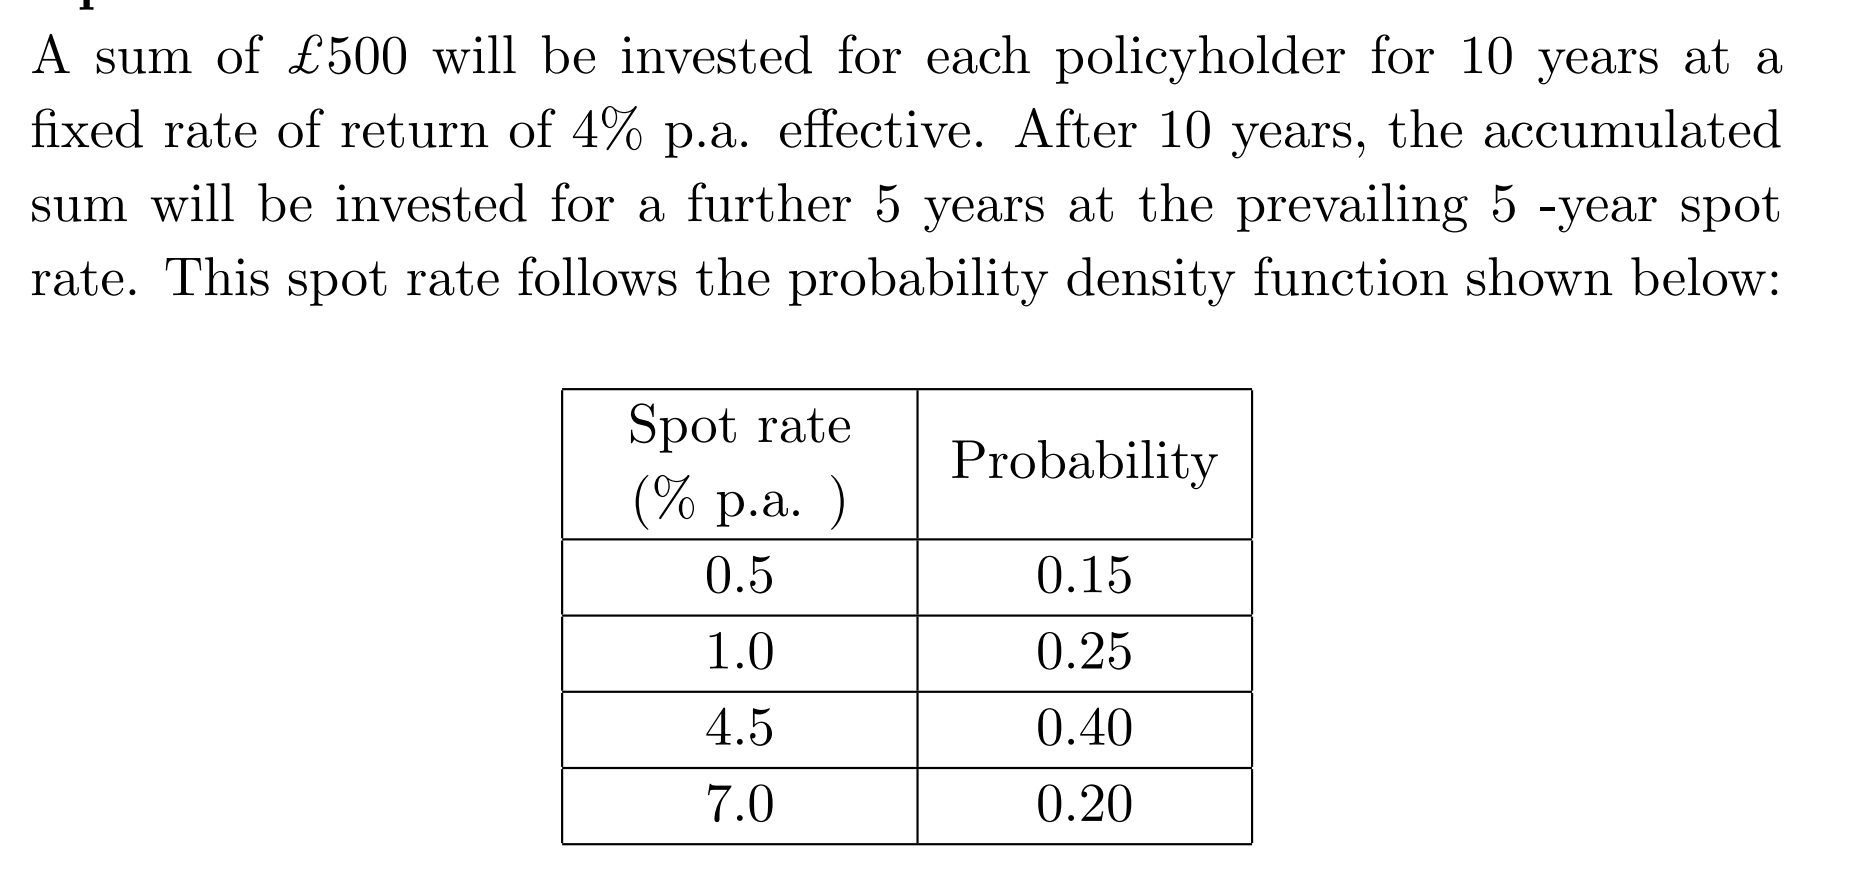 A sum of £500 will be invested for each policyholder for 10 years at a
fixed rate of return of 4% p.a. effective. After 10 years, the accumulated
sum will be invested for a further 5 years at the prevailing 5 -year spot
rate. This spot rate follows the probability density function shown below:
Spot rate
(% p.a. )
Probability
0.5 0.15
1.0 0.25
4.5 0.40
7.0 0.20